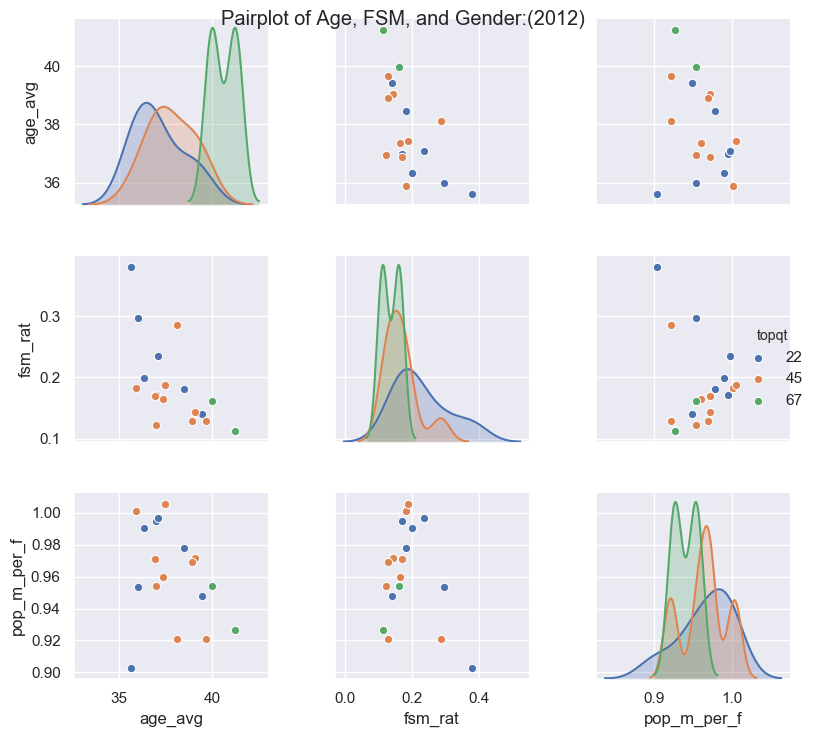 Pairplot of Age, FSM, and Gender:(2012)
age_avg
40
38
36
fsm_rat
0.3
0.2
0.1
topqt
22
45
67
pop_m_per_f
1.00
0.98
0.96
0.94
0.92
0.90
35 40
0.0 0.2 0.4
0.9 1.0
age_avg
fsm_rat
pop_m_per_f